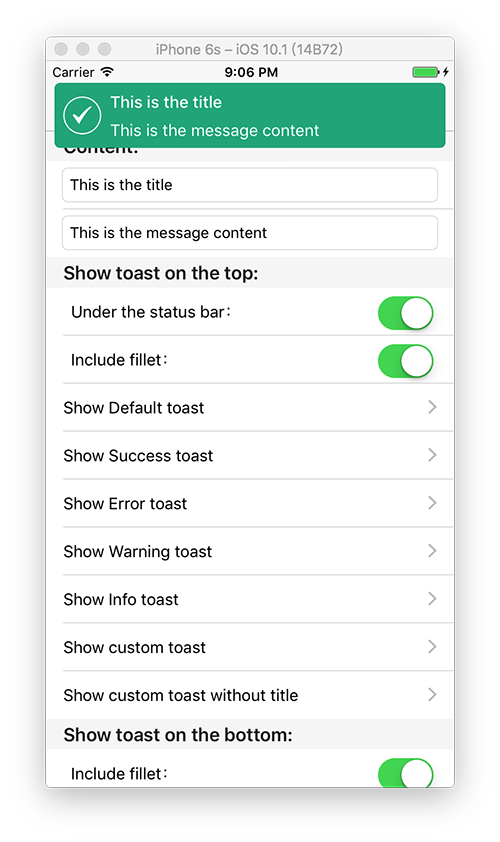 iPhone 6s – iOS 10.1 (14B72)
Carrier 9:06 PM
This is the title
This is the message content
Content:
This is the title
This is the message content
Show toast on the top:
Under the status bar:
Include fillet:
Show Default toast
Show Success toast
Show Error toast
Show Warning toast
Show Info toast
Show custom toast
Show custom toast without title
Show toast on the bottom:
Include fillet: